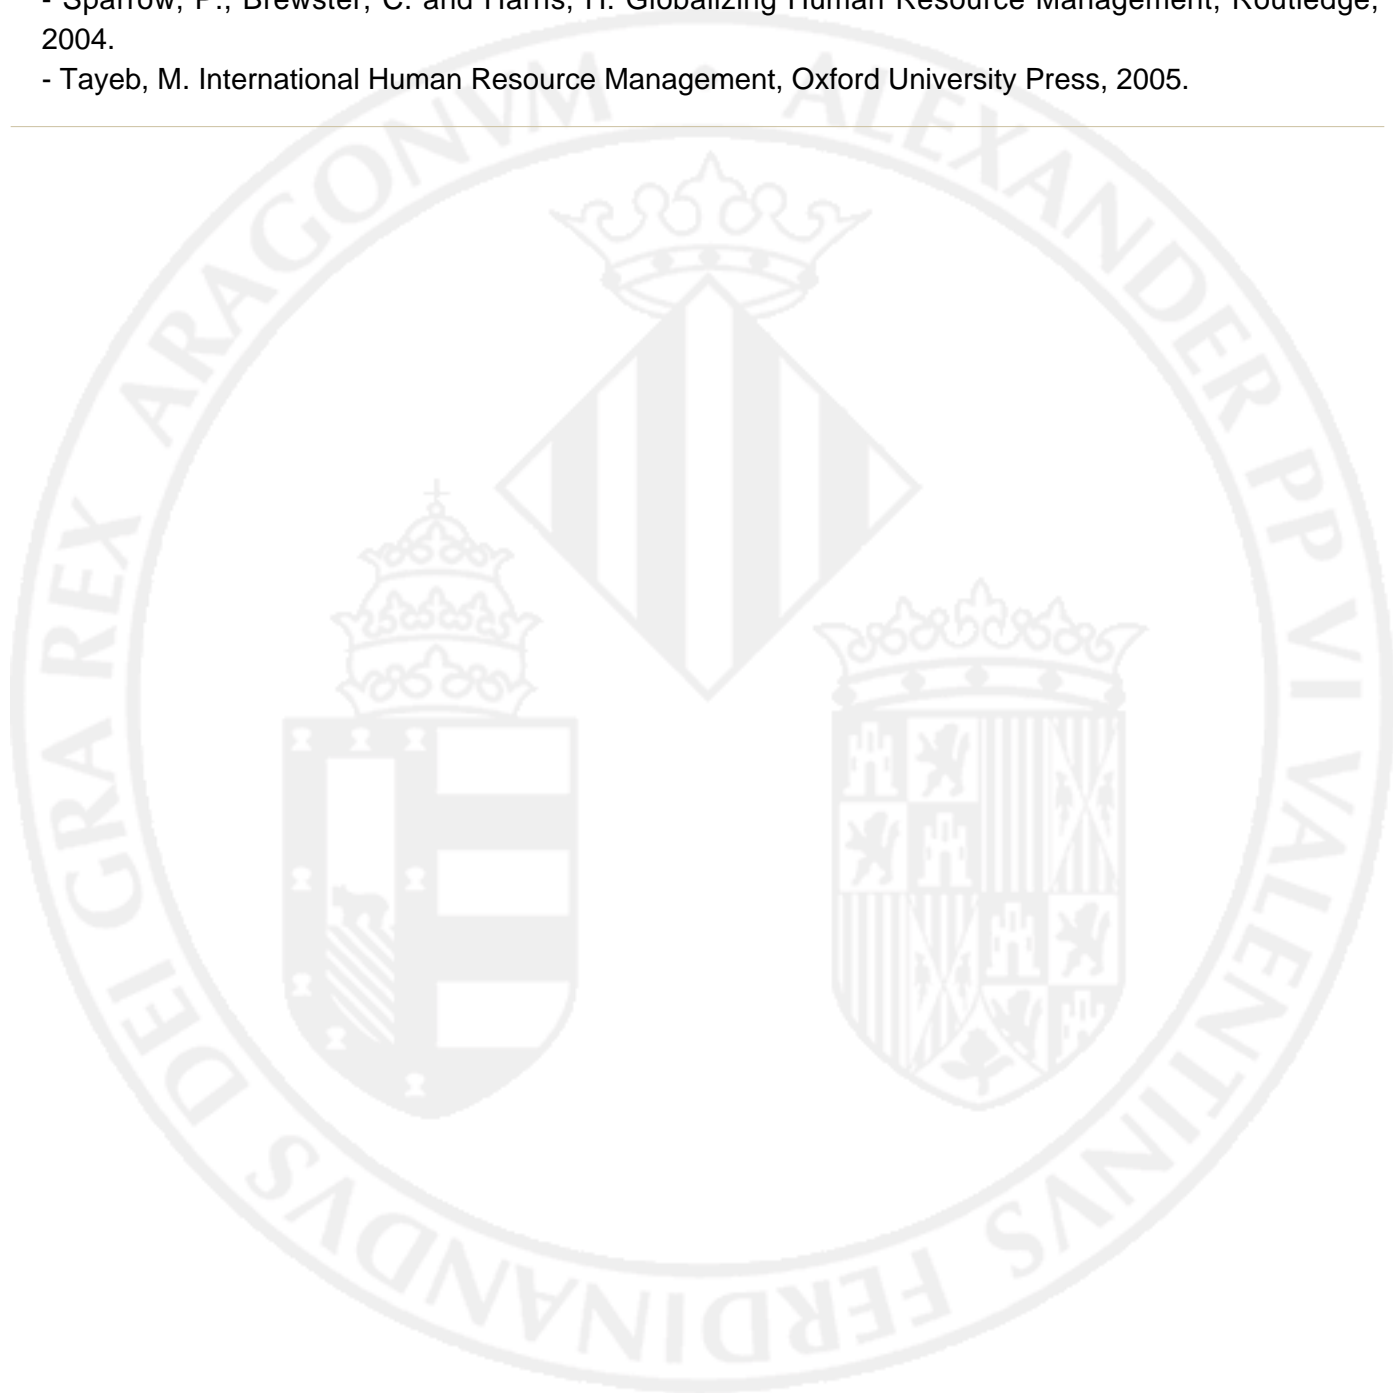 - Sparrow, P.; Brewster, C. and Harris, H. Globalizing Human Resource Management, Routledge,
2004.
- Tayeb, M. International Human Resource Management, Oxford University Press, 2005.
ALEXANDER PP VI VALENTINVS FERDINANDVS DEI GRA REX ARAGONVM